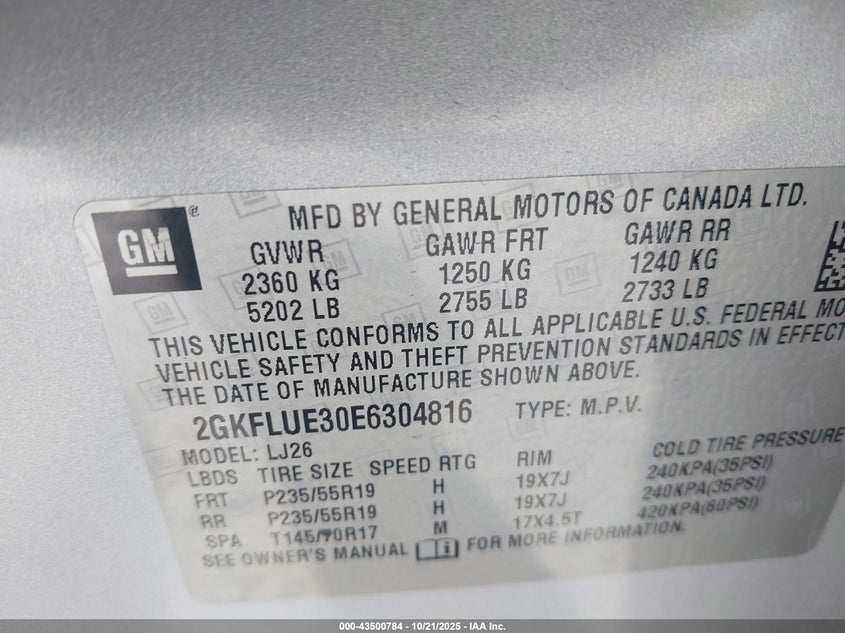 GM ®
MFD BY GENERAL MOTORS OF CANADA LTD.
GVWR GAWR FRT GAWR RR
2360 KG 1250 KG 1240 KG
5202 LB 2755 LB 2733 LB
THIS VEHICLE CONFORMS TO ALL APPLICABLE U.S. FEDERAL MO
VEHICLE SAFETY AND THEFT PREVENTION STANDARDS IN EFFECT
THE DATE OF MANUFACTURE SHOWN ABOVE.
2GKFLUE30E6304816 TYPE: M.P.V.
MODEL: LJ26
LBDS TIRE SIZE SPEED RTG RIM COLD TIRE PRESSURE
FRT P235/55R19 H 19X7J 240KPA(35PSI)
RR P235/55R19 H 19X7J 240KPA(35PSI)
SPA T145/70R17 M 17X4.5T 420KPA(60PSI)
SEE OWNER'S MANUAL FOR MORE INFORMATION.
000-43500784 - 10/21/2025 - IAA Inc.